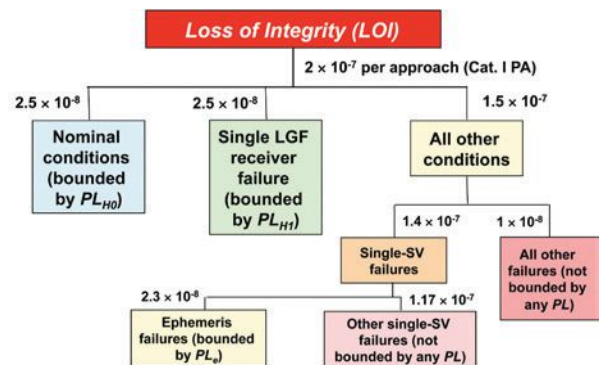 Loss of Integrity (LOI)
2 × 10⁻⁷ per approach (Cat. I PA)
2.5 × 10⁻⁸
2.5 × 10⁻⁸
1.5 × 10⁻⁷
Nominal
conditions
(bounded
by PL_H0)
Single LGF
receiver
failure
(bounded
by PL_H1)
All other
conditions
1.4 × 10⁻⁷
1 × 10⁻⁸
Single-SV
failures
All other
failures (not
bounded by
any PL)
2.3 × 10⁻⁸
1.17 × 10⁻⁷
Ephemeris
failures (bounded
by PL_e)
Other single-SV
failures (not
bounded by any PL)